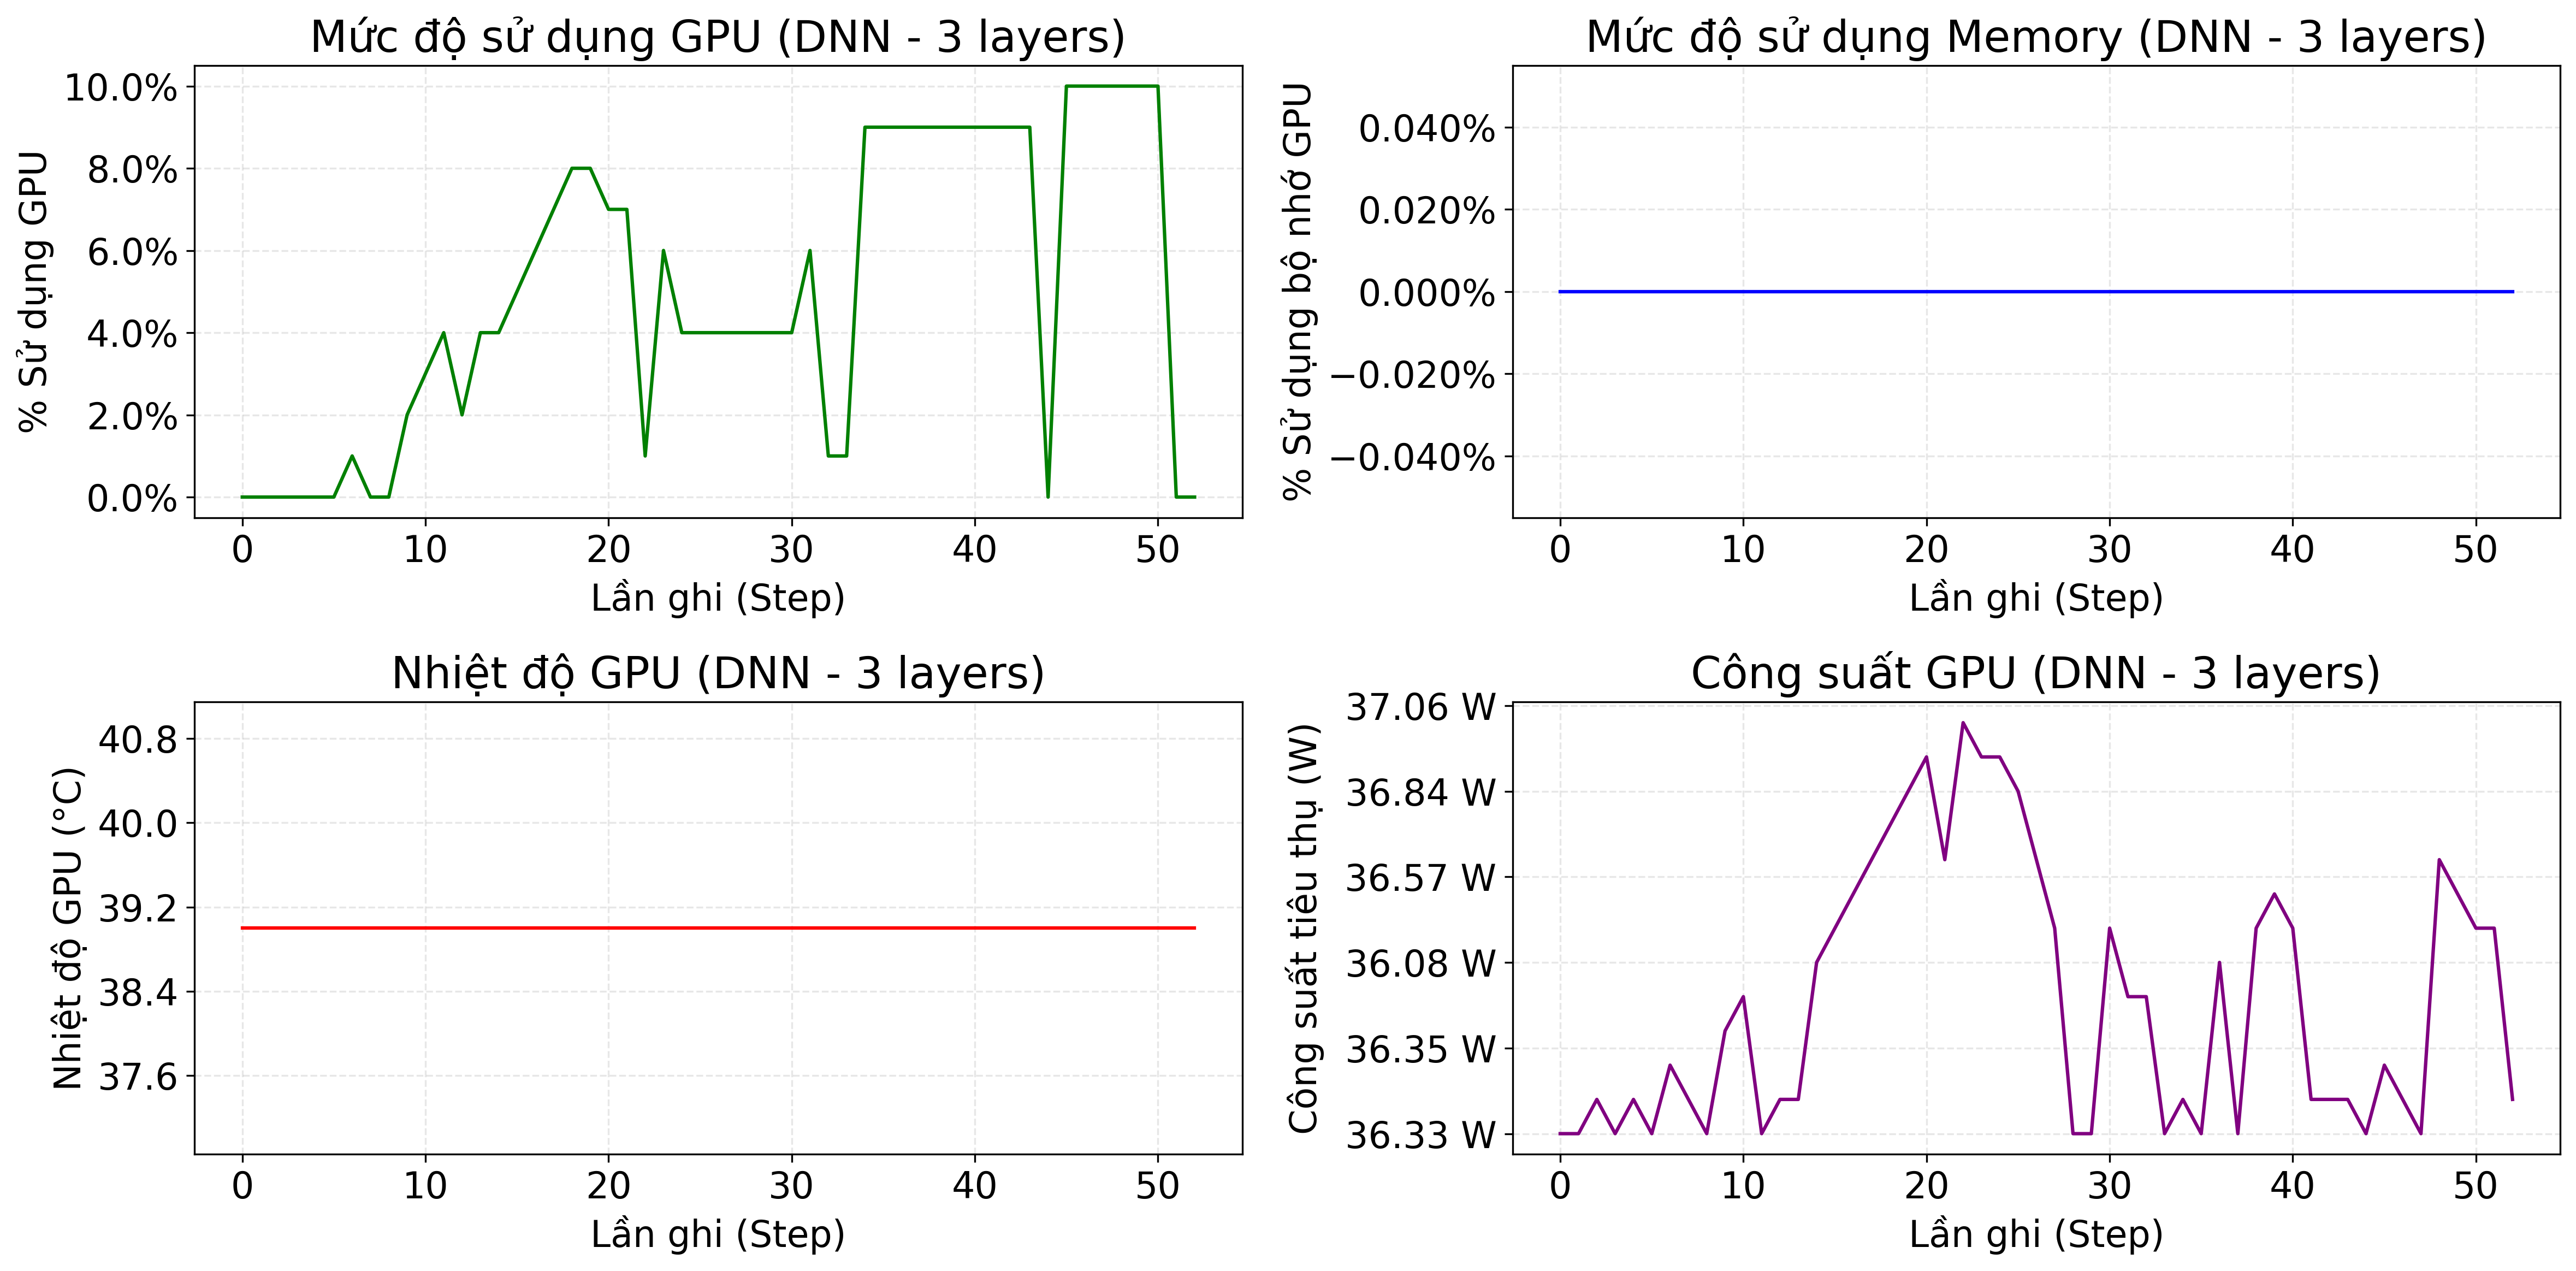 Mức độ sử dụng GPU (DNN - 3 layers)
% Sử dụng GPU
10.0%
8.0%
6.0%
4.0%
2.0%
0.0%
0 10 20 30 40 50
Lần ghi (Step)
Mức độ sử dụng Memory (DNN - 3 layers)
% Sử dụng bộ nhớ GPU
0.040%
0.020%
0.000%
−0.020%
−0.040%
0 10 20 30 40 50
Lần ghi (Step)
Nhiệt độ GPU (DNN - 3 layers)
Nhiệt độ GPU (°C)
40.8
40.0
39.2
38.4
37.6
0 10 20 30 40 50
Lần ghi (Step)
Công suất GPU (DNN - 3 layers)
Công suất tiêu thụ (W)
37.06 W
36.84 W
36.57 W
36.08 W
36.35 W
36.33 W
0 10 20 30 40 50
Lần ghi (Step)